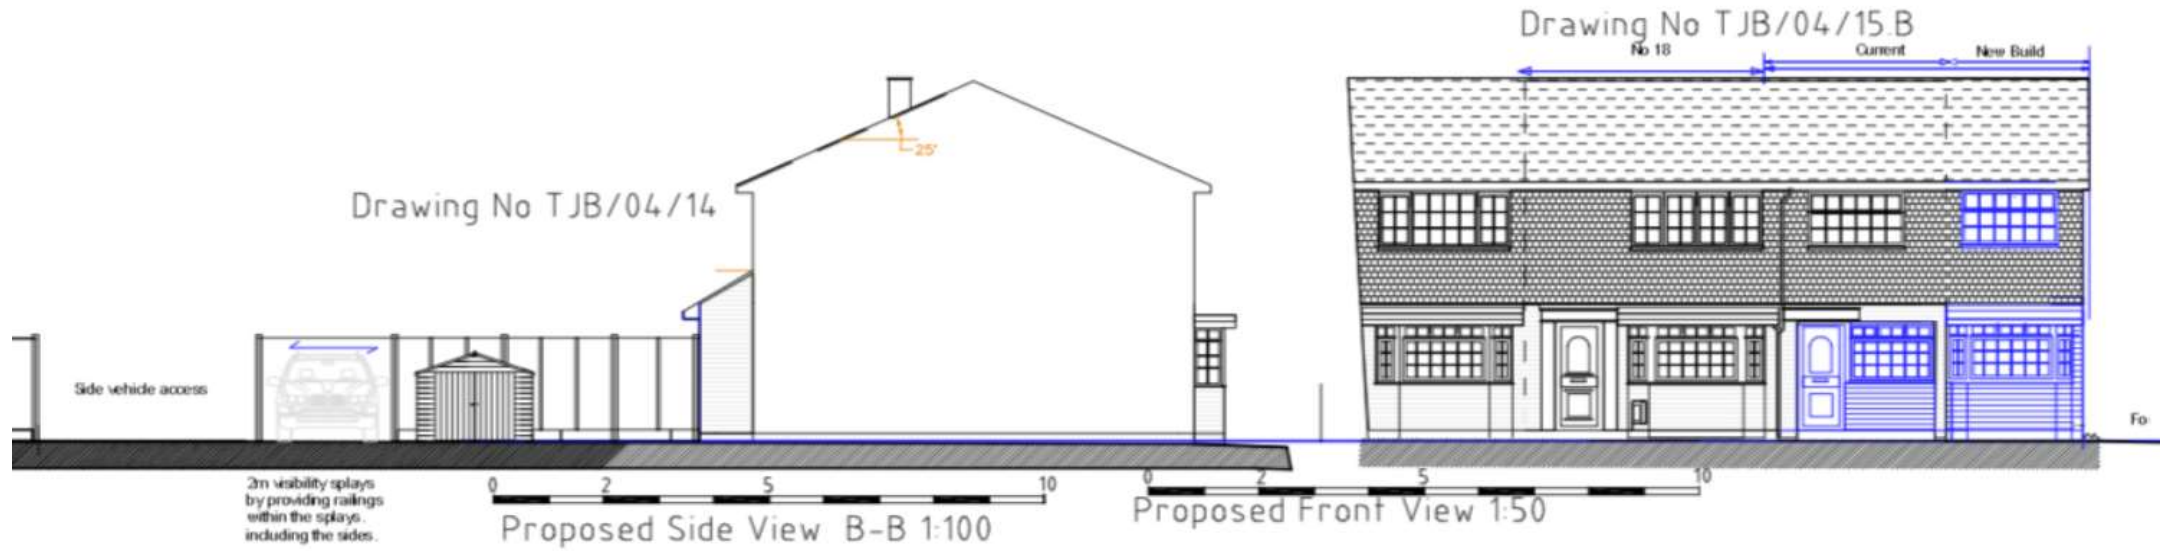 Drawing No TJB/04/15.B
No 18
Current
New Build
25°
Drawing No TJB/04/14
Side vehicle access
Fo
2m visibility splays
by providing railings
within the splays.
including the sides.
0 2 5 10
Proposed Side View B-B 1:100
0 2 5 10
Proposed Front View 1:50